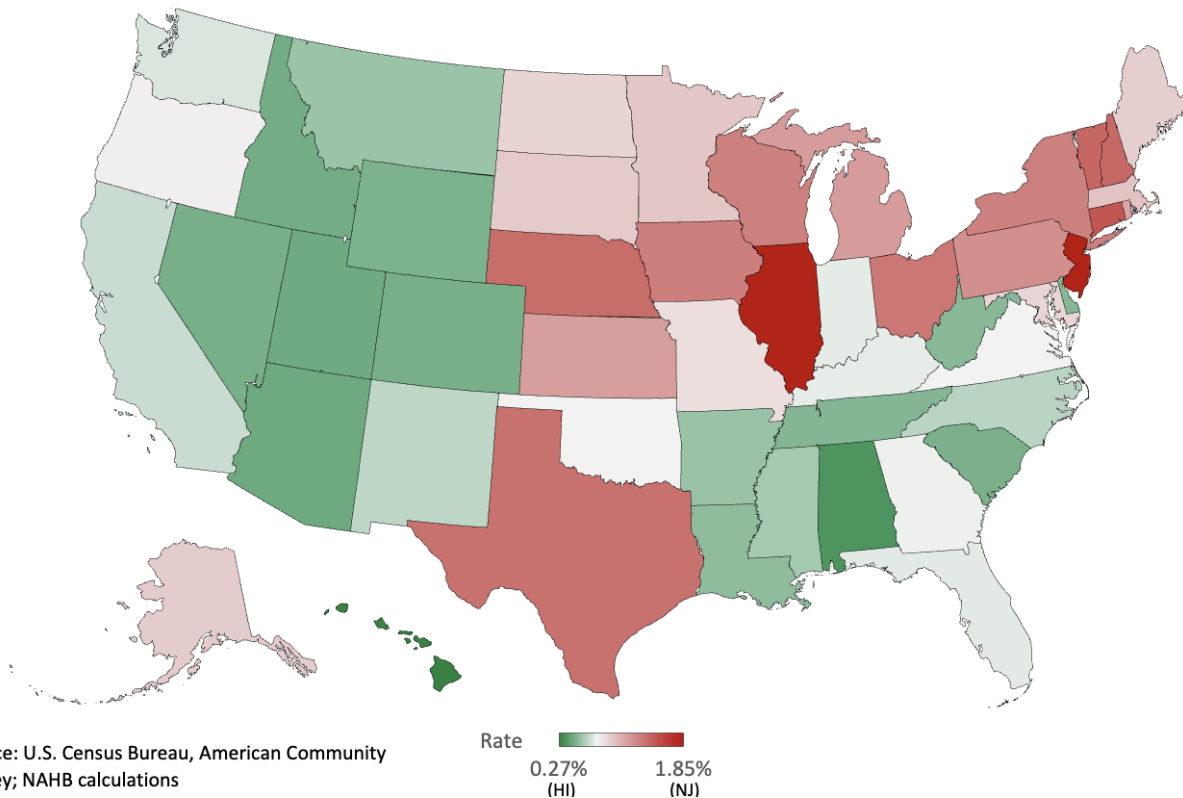 ce: U.S. Census Bureau, American Community
ey; NAHB calculations
Rate
0.27%
(HI)
1.85%
(NJ)